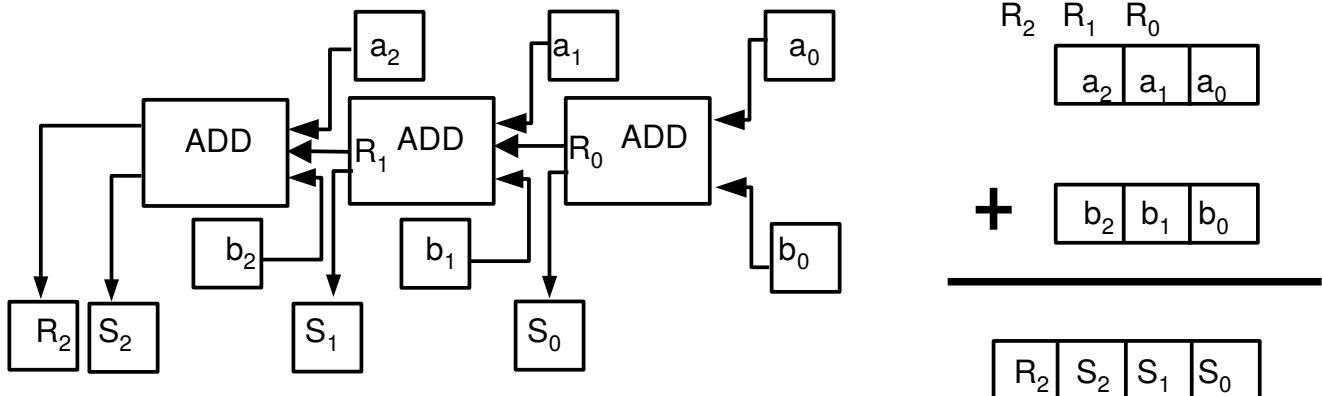 a₂ a₁ a₀
ADD R₁ ADD R₀ ADD
b₂ b₁ b₀
R₂ S₂ S₁ S₀
R₂ R₁ R₀
a₂ a₁ a₀
+ b₂ b₁ b₀
R₂ S₂ S₁ S₀